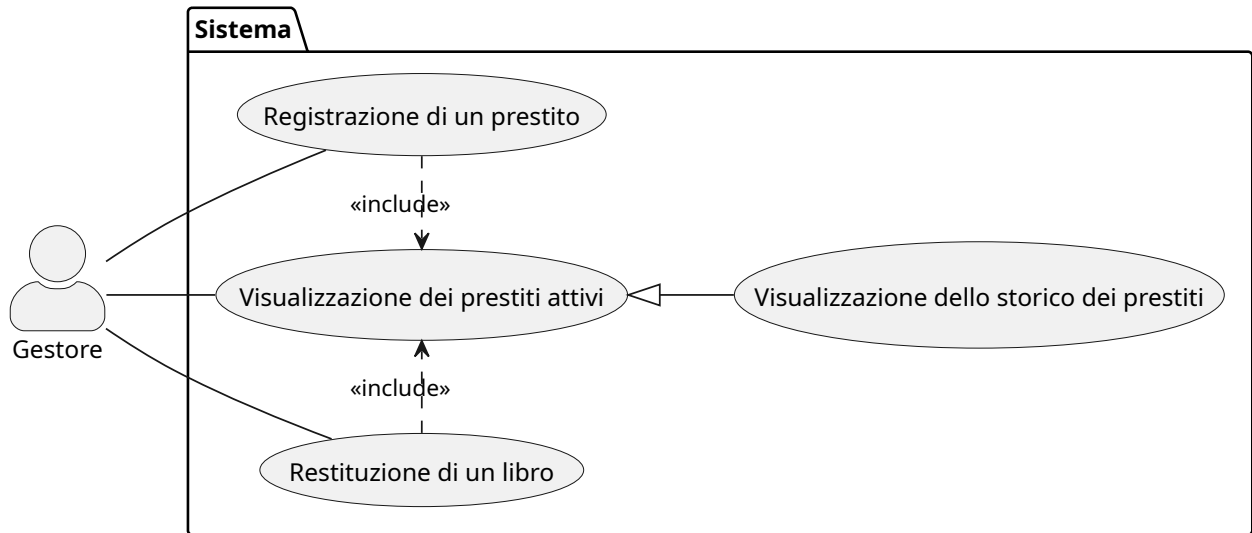 Sistema
Registrazione di un prestito
«include»
Visualizzazione dei prestiti attivi
Visualizzazione dello storico dei prestiti
Gestore
«include»
Restituzione di un libro